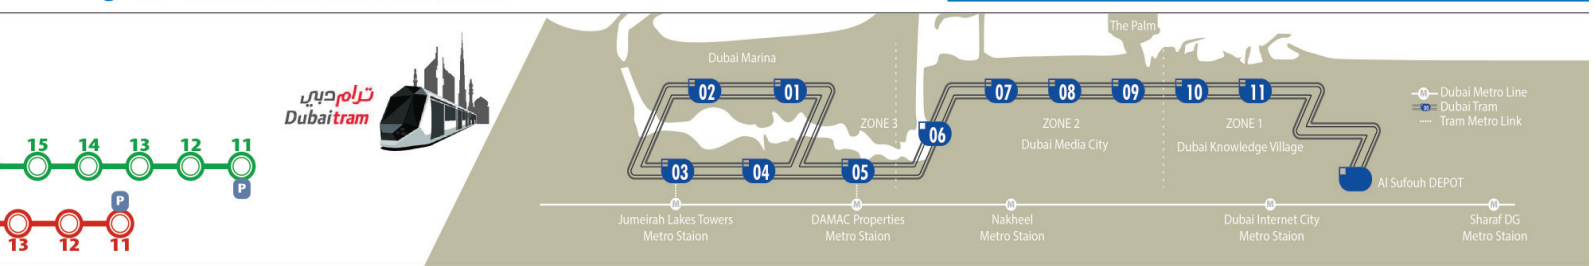 15 14 13 12 11
P
P
13 12 11
ترام دبي
Dubai tram
The Palm
Dubai Marina
02 01 07 08 09 10 11
ZONE 3 06 ZONE 2 ZONE 1
Dubai Media City Dubai Knowledge Village
03 04 05
Al Sufouh DEPOT
M Dubai Metro Line
Dubai Tram
Tram Metro Link
M M M M M
Jumeirah Lakes Towers
Metro Staion
DAMAC Properties
Metro Staion
Nakheel
Metro Staion
Dubai Internet City
Metro Staion
Sharaf DG
Metro Staion